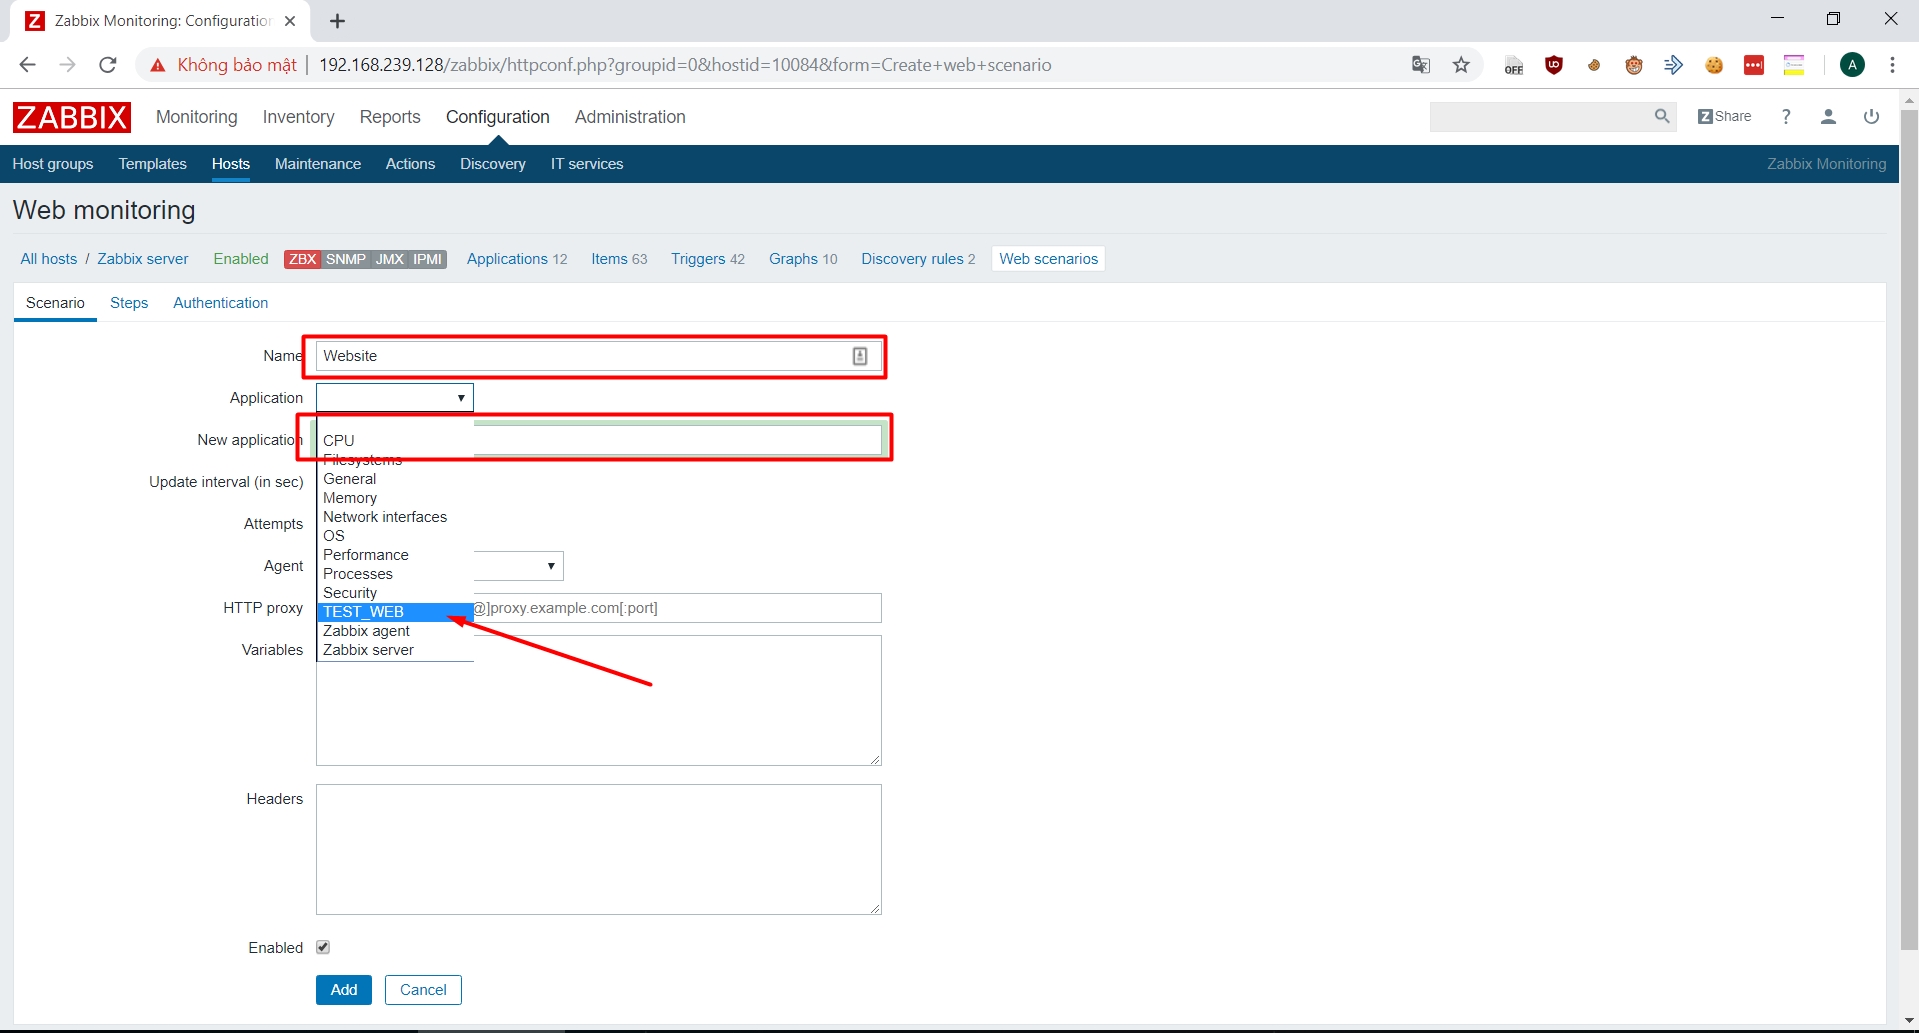 Z Zabbix Monitoring: Configuration
Không bảo mật | 192.168.239.128/zabbix/httpconf.php?groupid=0&hostid=10084&form=Create+web+scenario
OFF
A
ZABBIX Monitoring Inventory Reports Configuration Administration Z Share ?
Host groups Templates Hosts Maintenance Actions Discovery IT services Zabbix Monitoring
Web monitoring
All hosts / Zabbix server Enabled ZBX SNMP JMX IPMI Applications 12 Items 63 Triggers 42 Graphs 10 Discovery rules 2 Web scenarios
Scenario Steps Authentication
Name Website
Application
New application
CPU
Filesystems
Update interval (in sec)
General
Memory
Attempts
Network interfaces
OS
Agent
Performance
Processes
Security
HTTP proxy @]proxy.example.com[:port]
TEST_WEB
Zabbix agent
Variables
Zabbix server
Headers
Enabled
Add Cancel